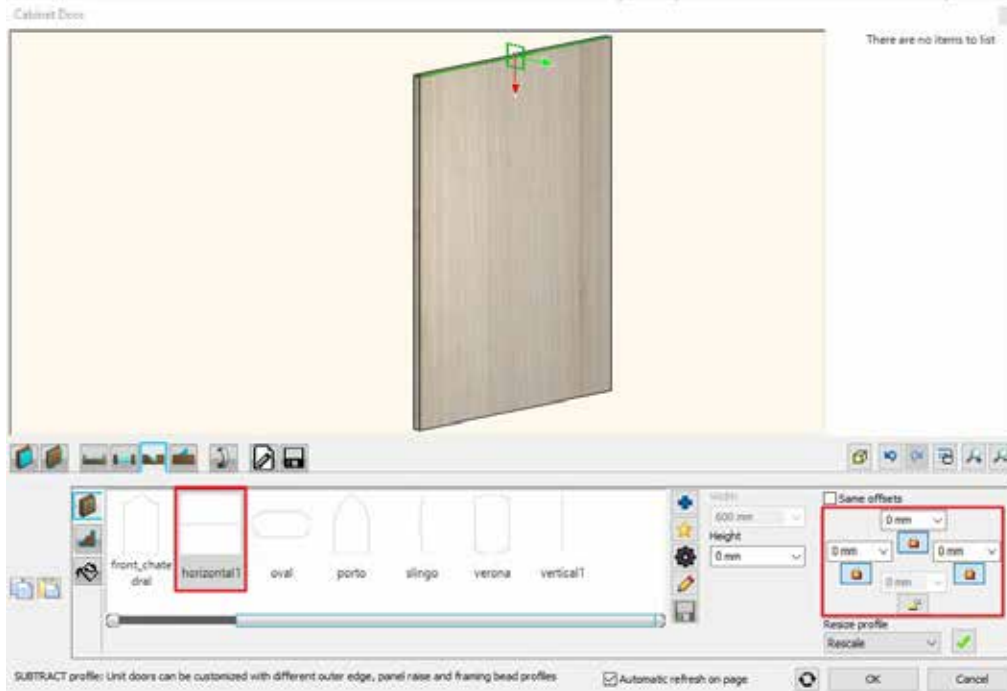 Cabinet Door
There are no items to list
Width
600 mm
Height
0 mm
Same offsets
0 mm
0 mm
0 mm
0 mm
front_chate
dral
horizontal1
oval
porto
slingo
verona
vertical1
Resize profile
Rescale
SUBTRACT profile: Unit doors can be customized with different outer edge, panel raise and framing bead profiles
Automatic refresh on page
OK
Cancel